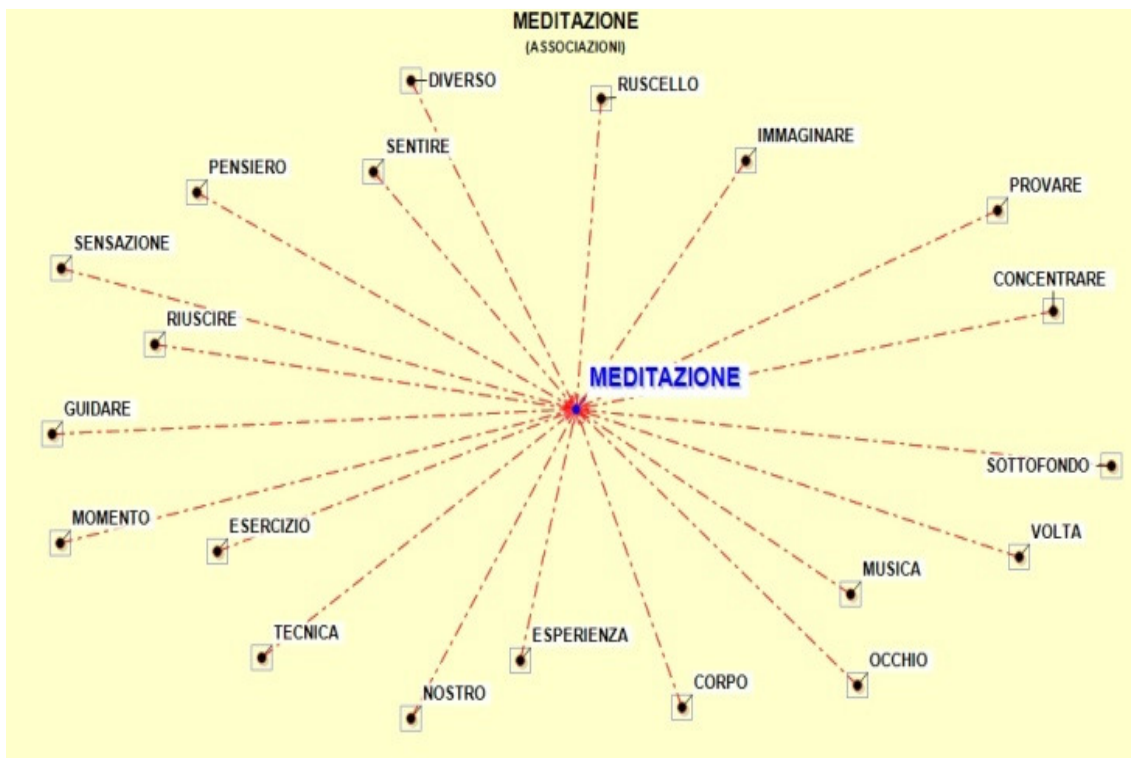 MEDITAZIONE
(ASSOCIAZIONI)
DIVERSO
RUSCELLO
IMMAGINARE
SENTIRE
PENSIERO
PROVARE
SENSAZIONE
CONCENTRARE
RIUSCIRE
MEDITAZIONE
GUIDARE
SOTTOFONDO
MOMENTO
ESERCIZIO
VOLTA
MUSICA
TECNICA
ESPERIENZA
OCCHIO
NOSTRO
CORPO